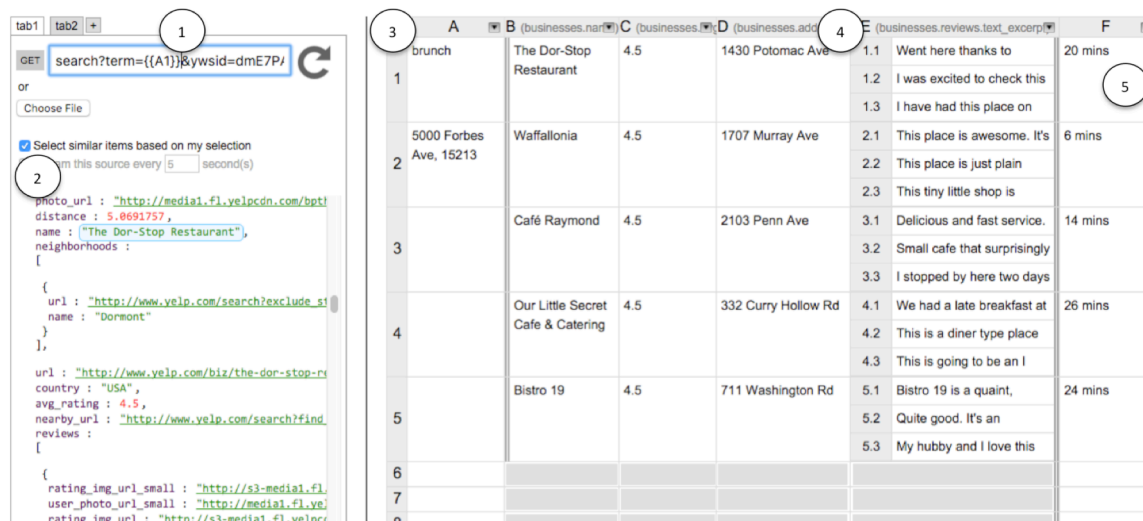 tab1 tab2 +
1
GET search?term={{A1}}&ywsid=dmE7P
or
Choose File
Select similar items based on my selection
this source every 5 second(s)
2
photo_url : "http://media1.fl.yelpcdn.com/bpth
distance : 5.0691757,
name : "The Dor-Stop Restaurant",
neighborhoods :
[
{
url : "http://www.yelp.com/search?exclude_st
name : "Dormont"
}
],
url : "http://www.yelp.com/biz/the-dor-stop-re
country : "USA",
avg_rating : 4.5,
nearby_url : "http://www.yelp.com/search?find_
reviews :
[
{
rating_img_url_small : "http://s3-media1.fl.
user_photo_url_small : "http://media1.fl.ye
rating_img_url : "http://s3-media1.fl.yelpc
3 A B (businesses.nam C (businesses. D (businesses.add 4 E (businesses.reviews.text_excerp F
5
1 brunch The Dor-Stop Restaurant 4.5 1430 Potomac Ave 1.1 Went here thanks to 20 mins
1.2 I was excited to check this
1.3 I have had this place on
2 5000 Forbes Ave, 15213 Waffallonia 4.5 1707 Murray Ave 2.1 This place is awesome. It's 6 mins
2.2 This place is just plain
2.3 This tiny little shop is
3 Café Raymond 4.5 2103 Penn Ave 3.1 Delicious and fast service. 14 mins
3.2 Small cafe that surprisingly
3.3 I stopped by here two days
4 Our Little Secret Cafe & Catering 4.5 332 Curry Hollow Rd 4.1 We had a late breakfast at 26 mins
4.2 This is a diner type place
4.3 This is going to be an I
5 Bistro 19 4.5 711 Washington Rd 5.1 Bistro 19 is a quaint, 24 mins
5.2 Quite good. It's an
5.3 My hubby and I love this
6
7